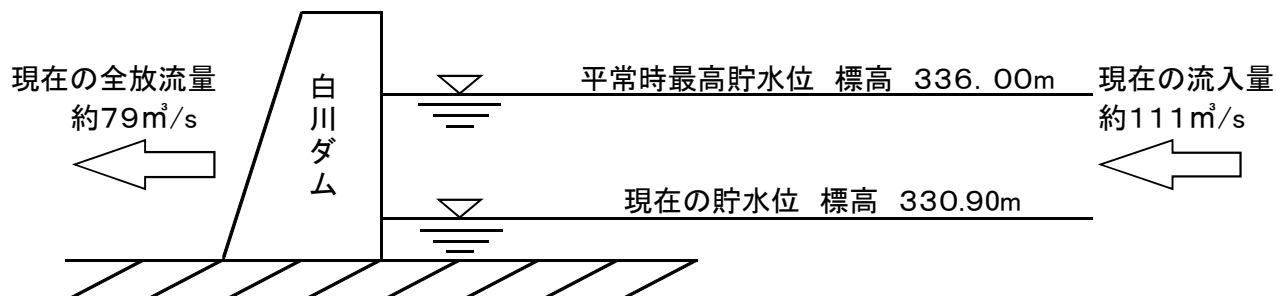 現在の全放流量
約79㎥/s
白川ダム
平常時最高貯水位 標高 336.00m
現在の流入量
約111㎥/s
現在の貯水位 標高 330.90m